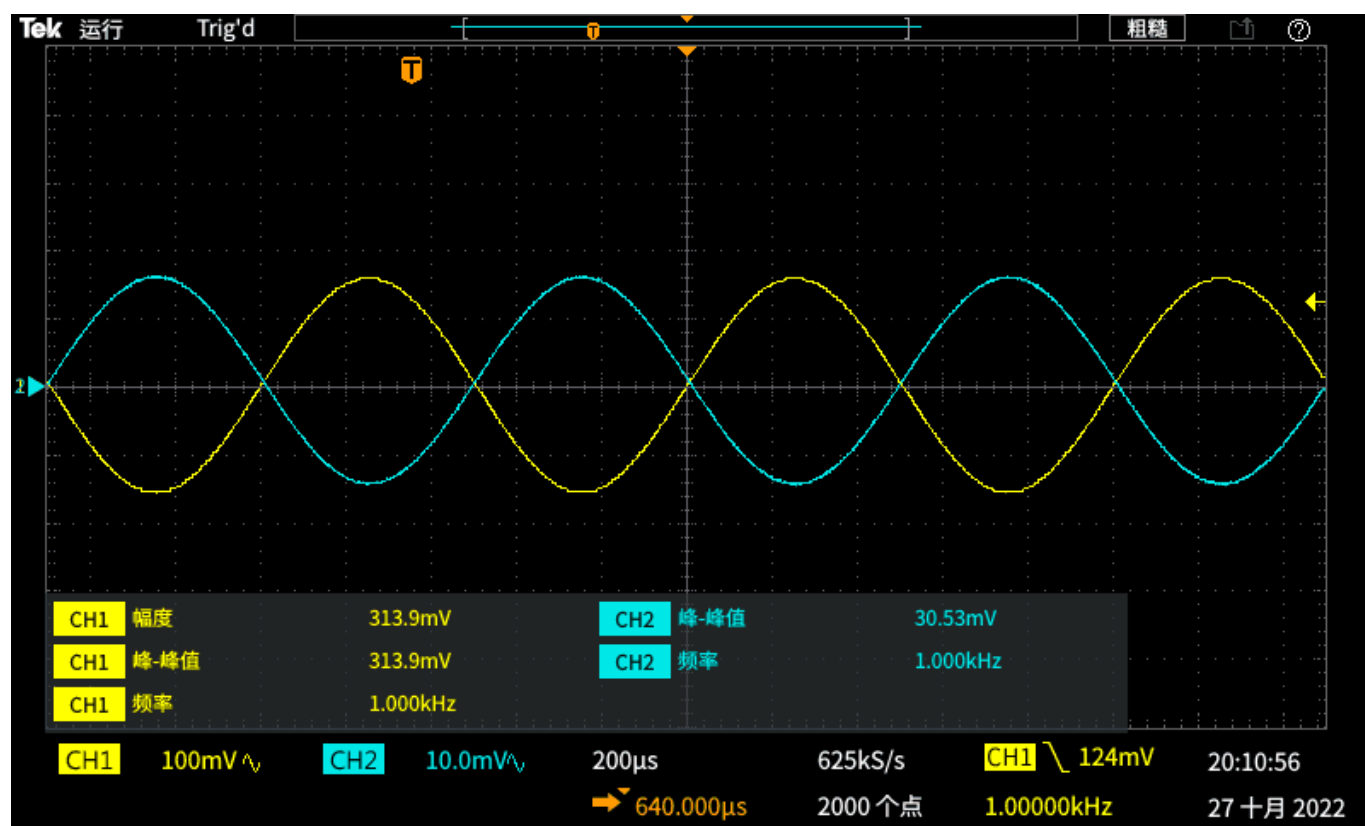 Tek 运行 Trig'd T 粗糙 ?
T
2
CH1 幅度 313.9mV CH2 峰-峰值 30.53mV
CH1 峰-峰值 313.9mV CH2 频率 1.000kHz
CH1 频率 1.000kHz
CH1 100mV CH2 10.0mV 200μs 625kS/s CH1 124mV 20:10:56
640.000μs 2000 个点 1.00000kHz 27 十月 2022